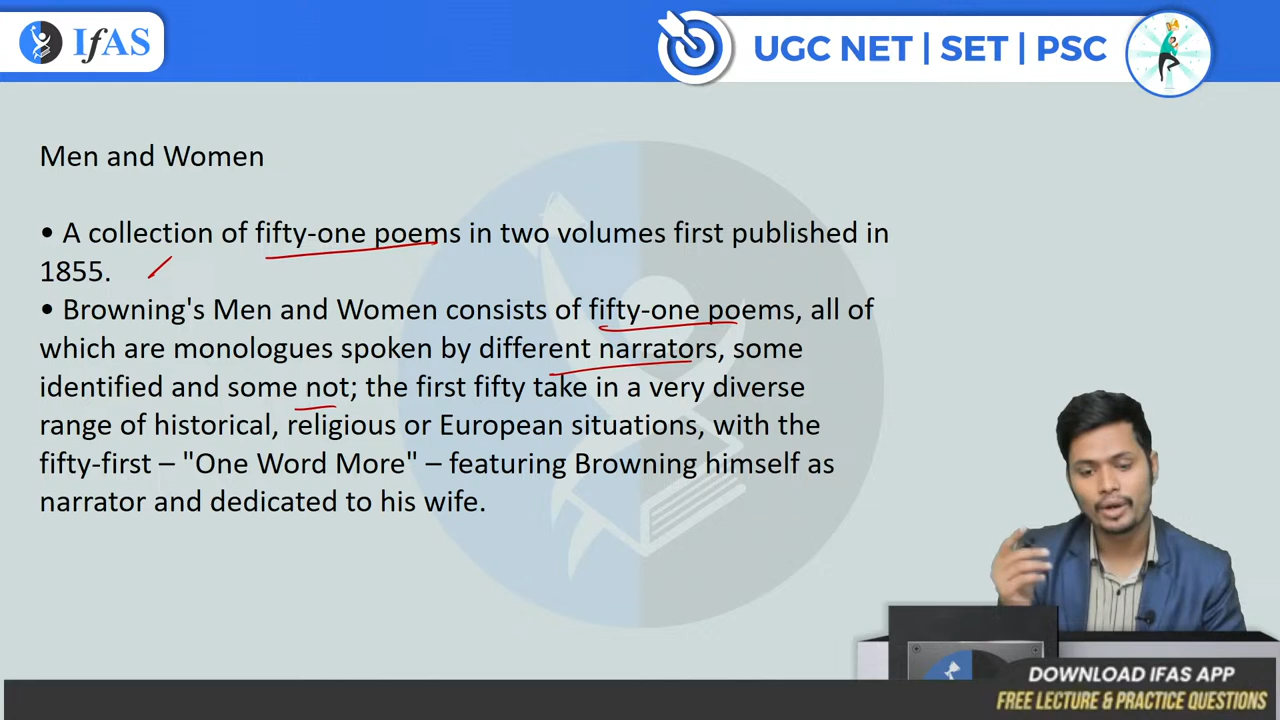 IfAS
UGC NET | SET | PSC
Men and Women
• A collection of fifty-one poems in two volumes first published in
1855.
• Browning's Men and Women consists of fifty-one poems, all of
which are monologues spoken by different narrators, some
identified and some not; the first fifty take in a very diverse
range of historical, religious or European situations, with the
fifty-first – "One Word More" – featuring Browning himself as
narrator and dedicated to his wife.
DOWNLOAD IFAS APP
FREE LECTURE & PRACTICE QUESTIONS